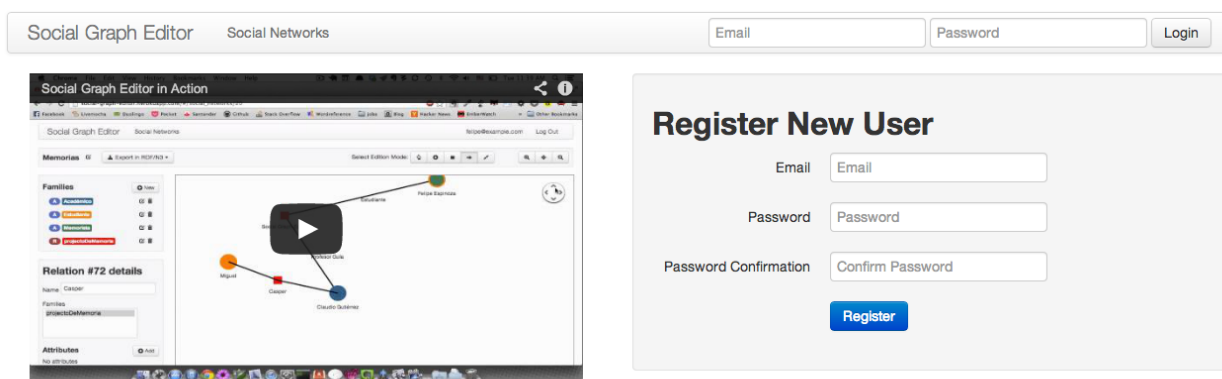 Social Graph Editor Social Networks Email Password Login
Social Graph Editor in Action
Social Graph Editor Social Networks felipe@example.com Log Out
Memorias Export in RDF/N3 Select Edition Mode:
Families New
A Académico
A Estudiante
A Memorista
R projectoDeMemoria
Relation #72 details
Name Casper
Families
projectoDeMemoria
Attributes Add
No attributes
Felipe Espinoza
Estudiante
Profesor Guía
Miguel
Casper
Claudio Gutiérrez
Register New User
Email Email
Password Password
Password Confirmation Confirm Password
Register